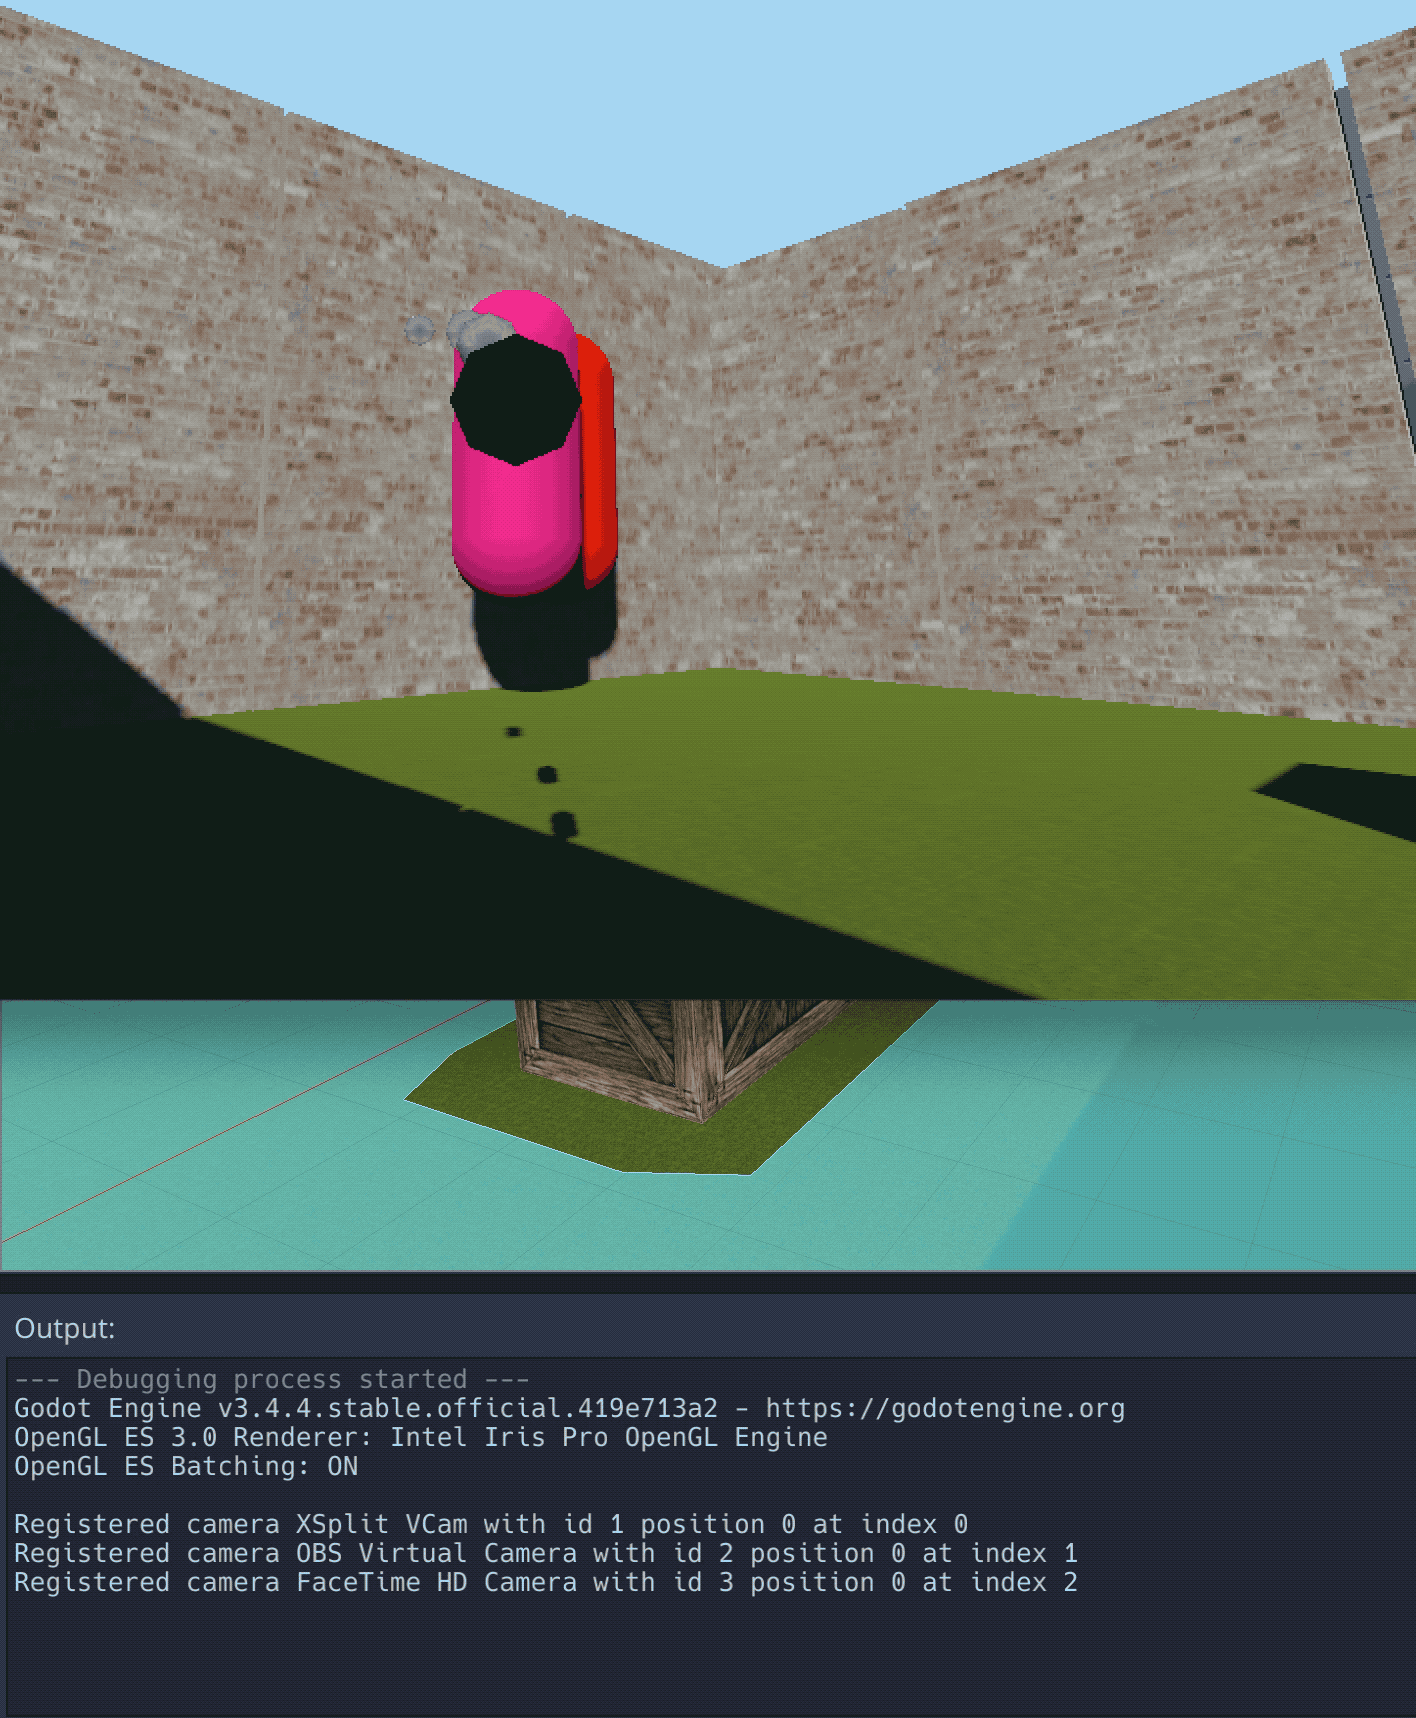 Output:
--- Debugging process started ---
Godot Engine v3.4.4.stable.official.419e713a2 - https://godotengine.org
OpenGL ES 3.0 Renderer: Intel Iris Pro OpenGL Engine
OpenGL ES Batching: ON
Registered camera XSplit VCam with id 1 position 0 at index 0
Registered camera OBS Virtual Camera with id 2 position 0 at index 1
Registered camera FaceTime HD Camera with id 3 position 0 at index 2